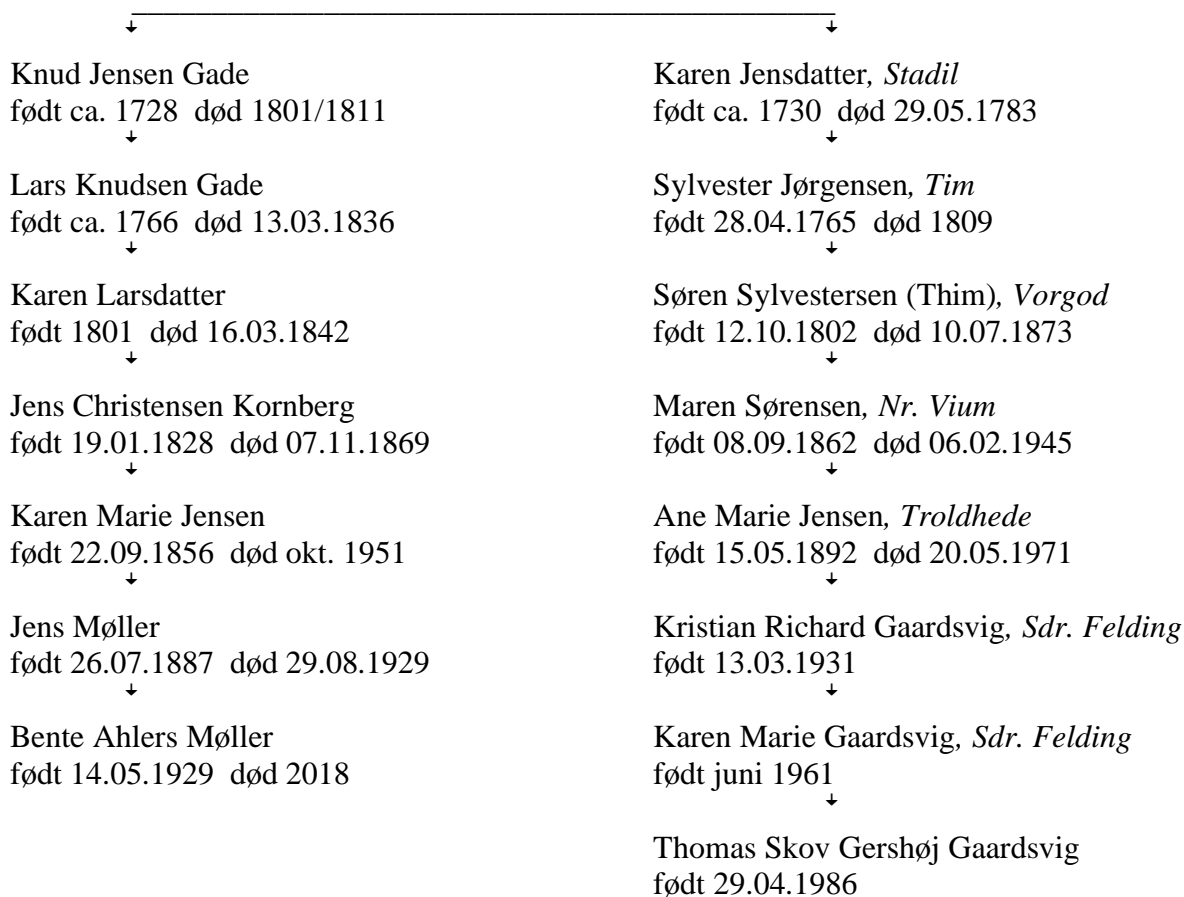 Knud Jensen Gade
født ca. 1728 død 1801/1811
Lars Knudsen Gade
født ca. 1766 død 13.03.1836
Karen Larsdatter
født 1801 død 16.03.1842
Jens Christensen Kornberg
født 19.01.1828 død 07.11.1869
Karen Marie Jensen
født 22.09.1856 død okt. 1951
Jens Møller
født 26.07.1887 død 29.08.1929
Bente Ahlers Møller
født 14.05.1929 død 2018
Karen Jensdatter, Stadil
født ca. 1730 død 29.05.1783
Sylvester Jørgensen, Tim
født 28.04.1765 død 1809
Søren Sylvestersen (Thim), Vorgod
født 12.10.1802 død 10.07.1873
Maren Sørensen, Nr. Vium
født 08.09.1862 død 06.02.1945
Ane Marie Jensen, Troldhede
født 15.05.1892 død 20.05.1971
Kristian Richard Gaardsvig, Sdr. Felding
født 13.03.1931
Karen Marie Gaardsvig, Sdr. Felding
født juni 1961
Thomas Skov Gershøj Gaardsvig
født 29.04.1986